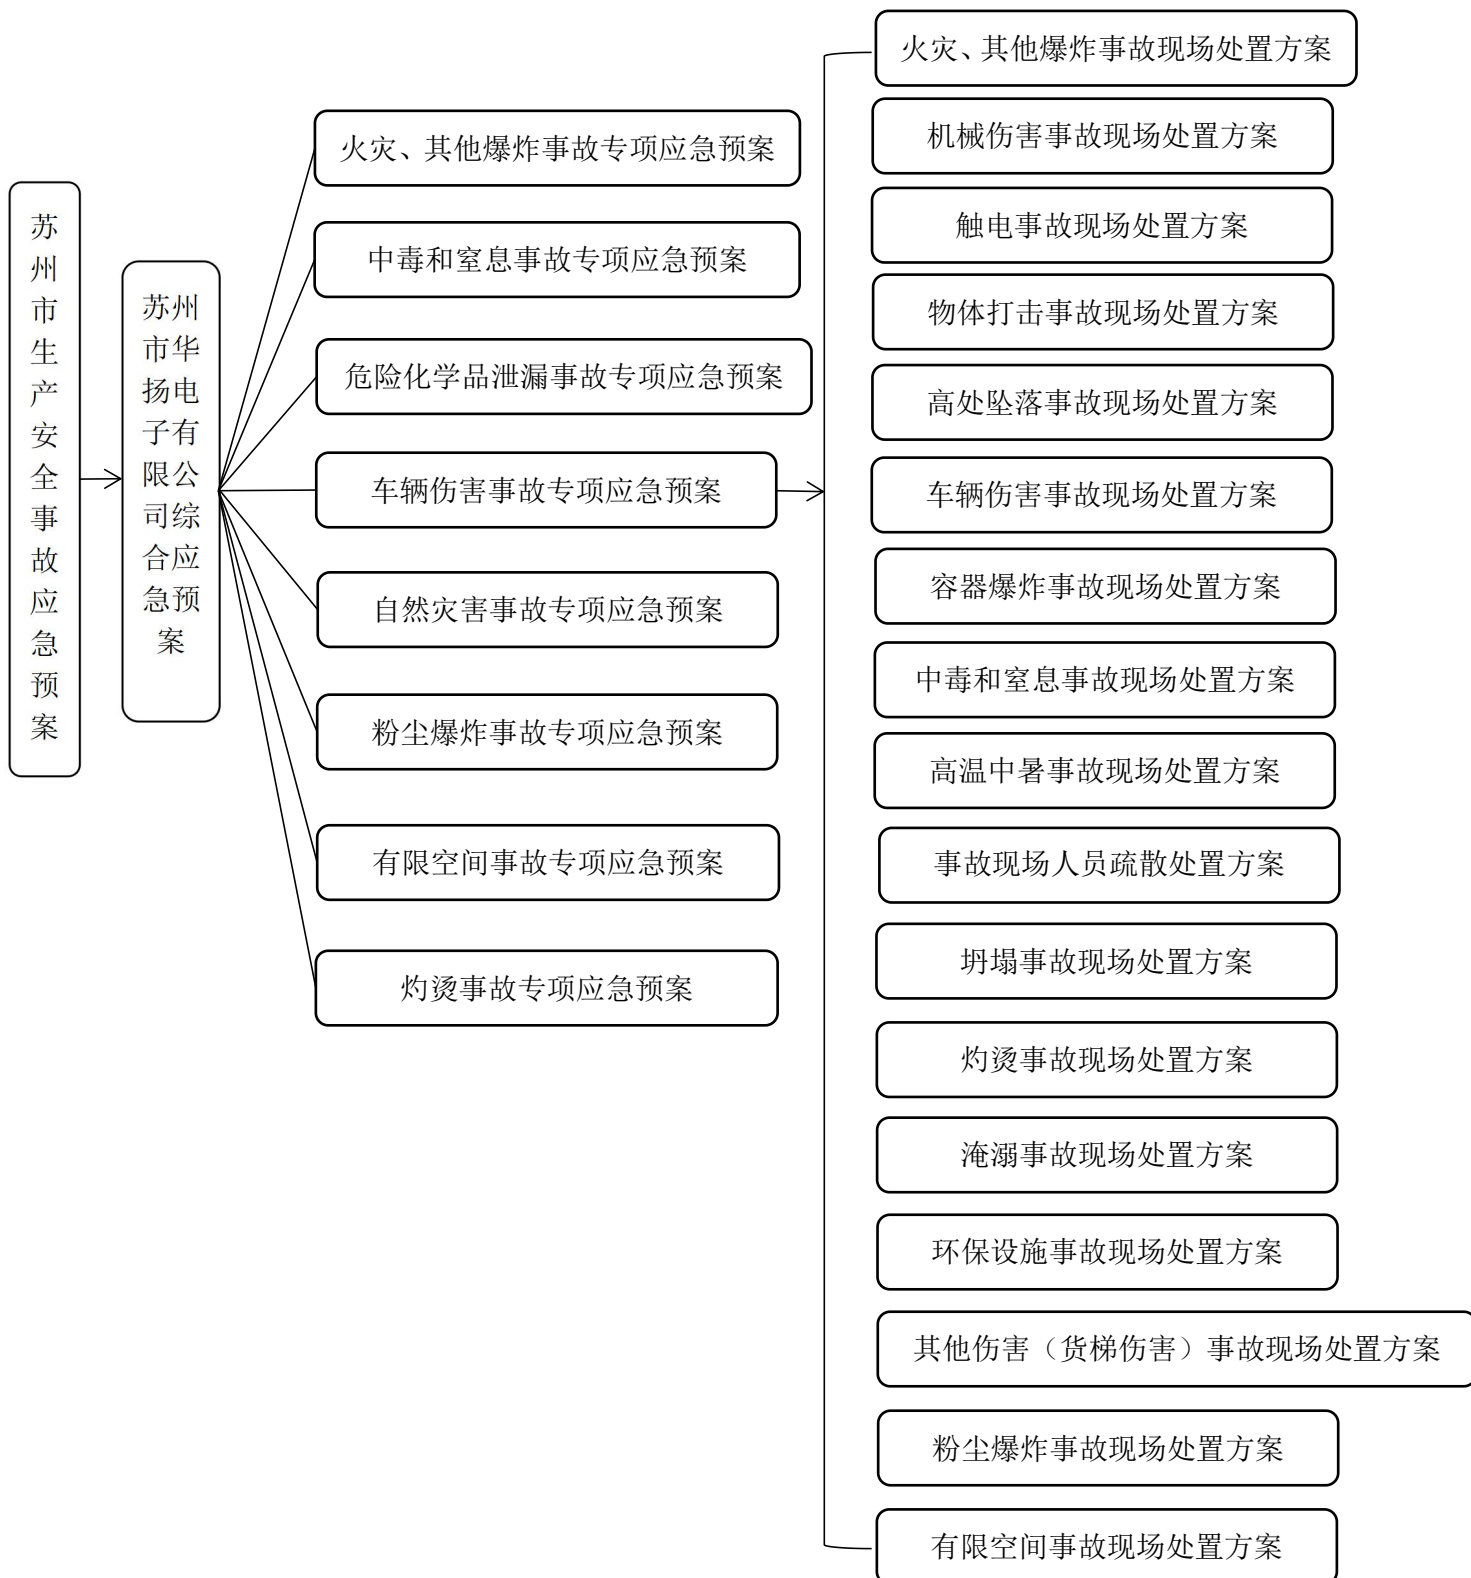 苏
州
市
生
产
安
全
事
故
应
急
预
案
苏州
市华
扬电
子有
限公
司综
合应
急预
案
火灾、其他爆炸事故专项应急预案
中毒和窒息事故专项应急预案
危险化学品泄漏事故专项应急预案
车辆伤害事故专项应急预案
自然灾害事故专项应急预案
粉尘爆炸事故专项应急预案
有限空间事故专项应急预案
灼烫事故专项应急预案
火灾、其他爆炸事故现场处置方案
机械伤害事故现场处置方案
触电事故现场处置方案
物体打击事故现场处置方案
高处坠落事故现场处置方案
车辆伤害事故现场处置方案
容器爆炸事故现场处置方案
中毒和窒息事故现场处置方案
高温中暑事故现场处置方案
事故现场人员疏散处置方案
坍塌事故现场处置方案
灼烫事故现场处置方案
淹溺事故现场处置方案
环保设施事故现场处置方案
其他伤害（货梯伤害）事故现场处置方案
粉尘爆炸事故现场处置方案
有限空间事故现场处置方案